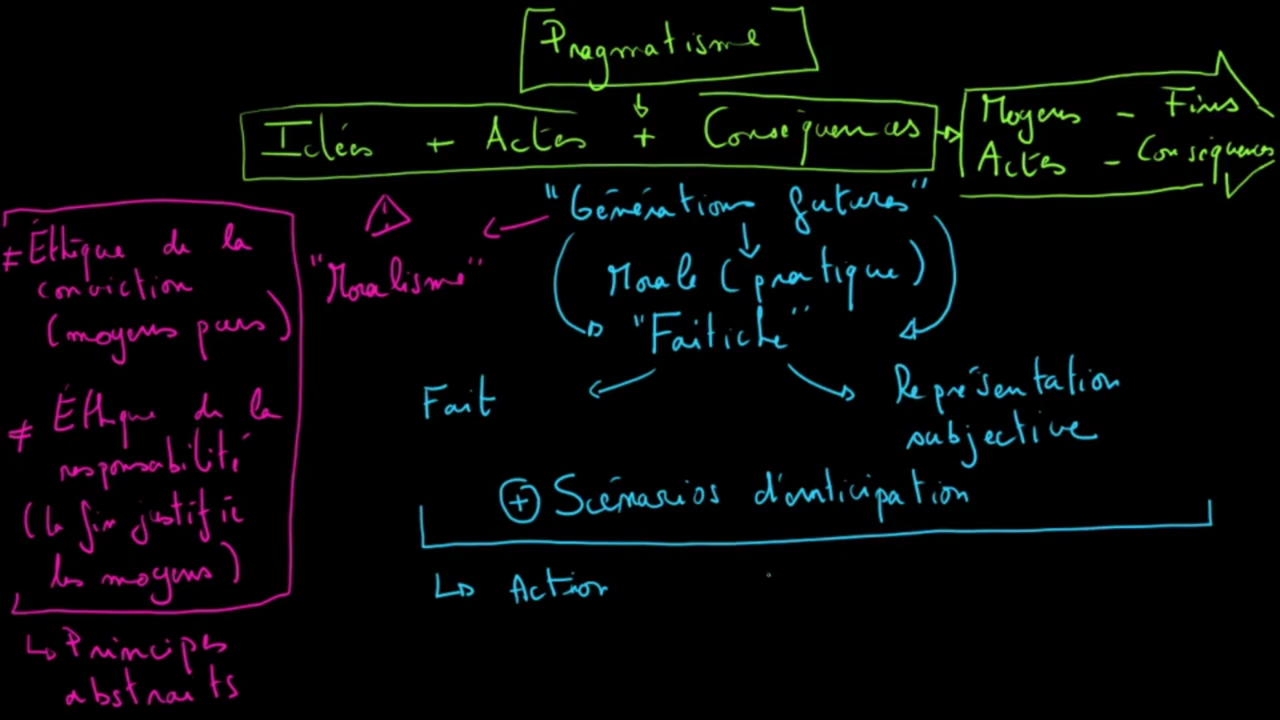 Pragmatisme
Idées + Actes + Conséquences
Moyens - Fins
Actes - Conséquences
"Générations futures"
Morale (pratique)
"Faitiche"
Fait
Représentation
subjective
+ Scénarios d'anticipation
↳ Action
!
"Moralisme"
≠ Éthique de la
conviction
(moyens purs)
≠ Éthique de la
responsabilité
(la fin justifie
les moyens)
↳ Principes
abstraits